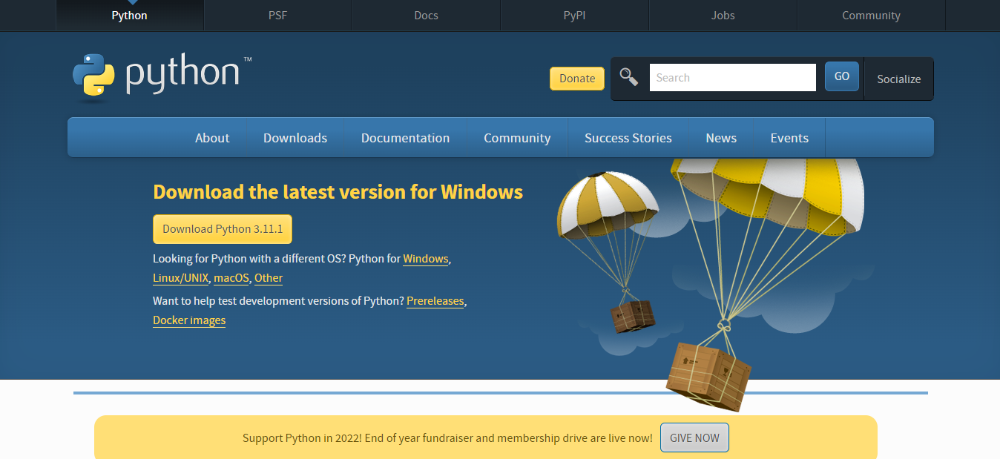 Python PSF Docs PyPI Jobs Community
python™
Donate Search GO Socialize
About Downloads Documentation Community Success Stories News Events
Download the latest version for Windows
Download Python 3.11.1
Looking for Python with a different OS? Python for Windows,
Linux/UNIX, macOS, Other
Want to help test development versions of Python? Prereleases,
Docker images
Support Python in 2022! End of year fundraiser and membership drive are live now! GIVE NOW